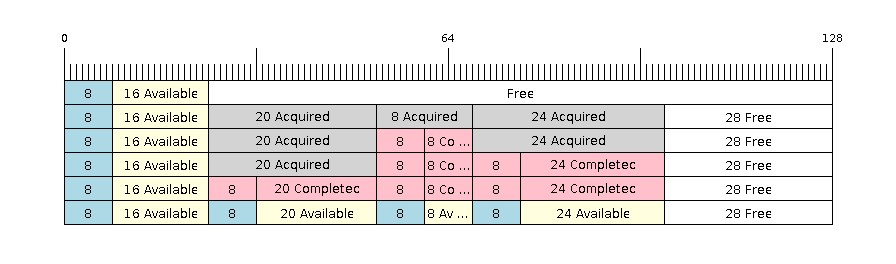 0 64 128
8 16 Available Free
8 16 Available 20 Acquired 8 Acquired 24 Acquired 28 Free
8 16 Available 20 Acquired 8 8 Co ... 24 Acquired 28 Free
8 16 Available 20 Acquired 8 8 Co ... 8 24 Completed 28 Free
8 16 Available 8 20 Completed 8 8 Co ... 8 24 Completed 28 Free
8 16 Available 8 20 Available 8 8 Av ... 8 24 Available 28 Free